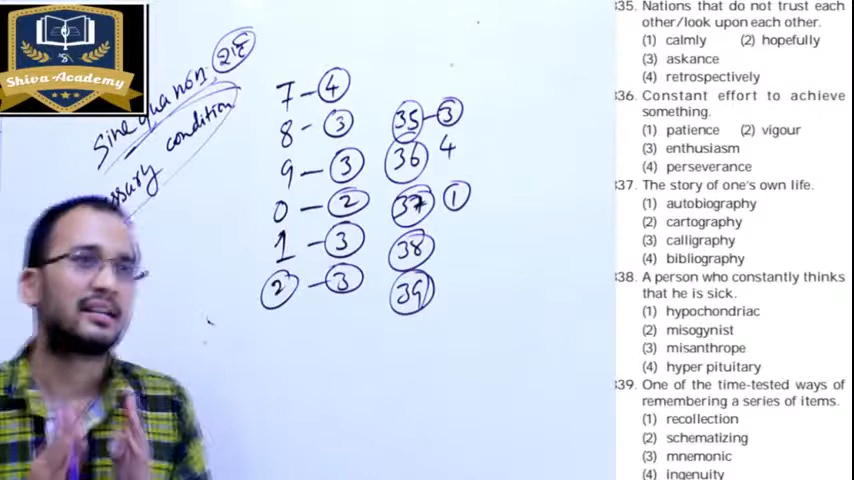 Shiva Academy
Sine qua non
condition
7 - 4
8 - 3
9 - 3
0 - 2
1 - 3
2 - 3
35 - 3
36 4
37 1
38
39
335. Nations that do not trust each
other/look upon each other.
(1) calmly (2) hopefully
(3) askance
(4) retrospectively
336. Constant effort to achieve
something.
(1) patience (2) vigour
(3) enthusiasm
(4) perseverance
337. The story of one's own life.
(1) autobiography
(2) cartography
(3) calligraphy
(4) bibliography
338. A person who constantly thinks
that he is sick.
(1) hypochondriac
(2) misogynist
(3) misanthrope
(4) hyper pituitary
339. One of the time-tested ways of
remembering a series of items.
(1) recollection
(2) schematizing
(3) mnemonic
(4) ingenuity